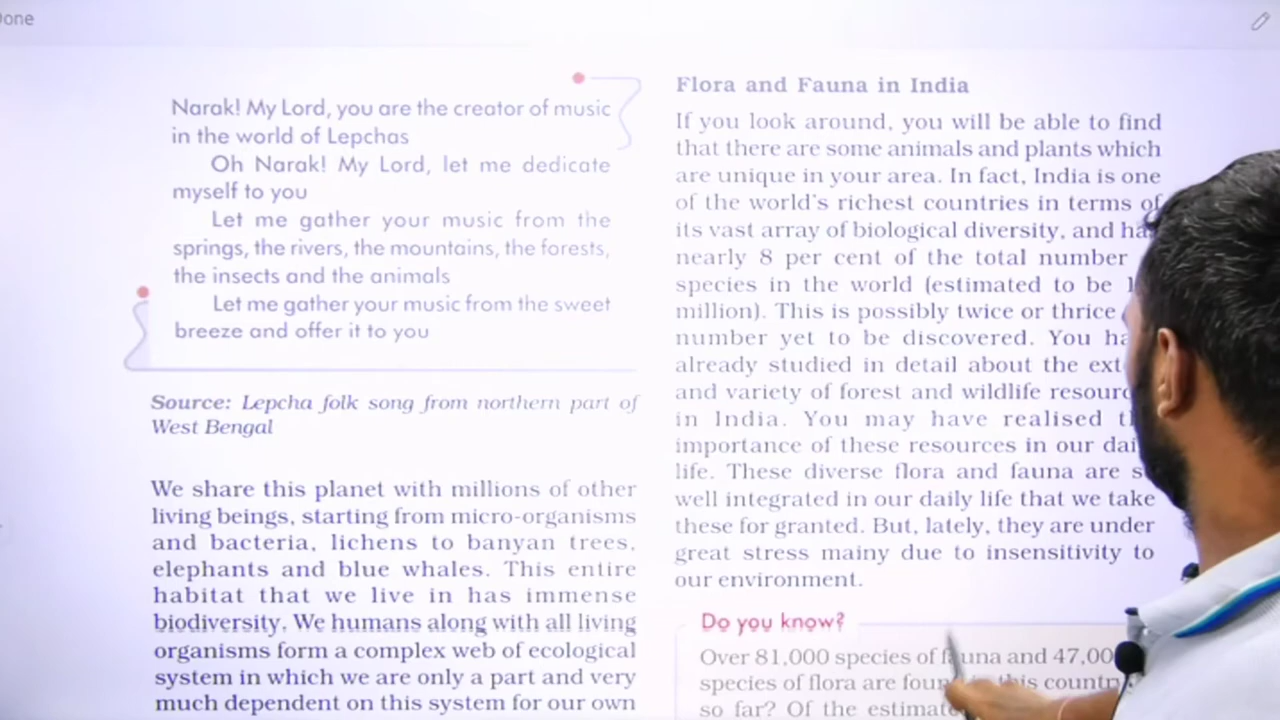 one
Narak! My Lord, you are the creator of music
in the world of Lepchas
Oh Narak! My Lord, let me dedicate
myself to you
Let me gather your music from the
springs, the rivers, the mountains, the forests,
the insects and the animals
Let me gather your music from the sweet
breeze and offer it to you
Source: Lepcha folk song from northern part of
West Bengal
We share this planet with millions of other
living beings, starting from micro-organisms
and bacteria, lichens to banyan trees,
elephants and blue whales. This entire
habitat that we live in has immense
biodiversity. We humans along with all living
organisms form a complex web of ecological
system in which we are only a part and very
much dependent on this system for our own
Flora and Fauna in India
If you look around, you will be able to find
that there are some animals and plants which
are unique in your area. In fact, India is one
of the world's richest countries in terms of
its vast array of biological diversity, and
nearly 8 per cent of the total number
species in the world (estimated to be
million). This is possibly twice or thrice
number yet to be discovered. You
already studied in detail about the
and variety of forest and wildlife
in India. You may have realised
importance of these resources in our
life. These diverse flora and fauna are
well integrated in our daily life that we take
these for granted. But, lately, they are under
great stress mainy due to insensitivity to
our environment.
Do you know?
Over 81,000 species of fauna and
species of flora are this
so far? Of the